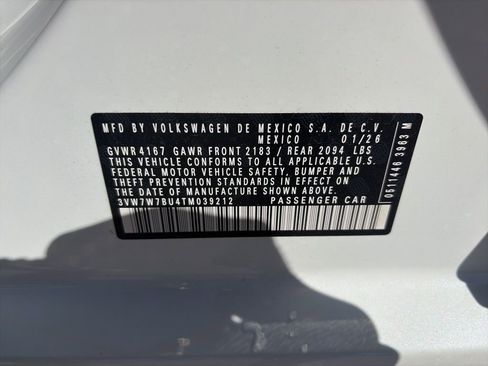 MFD BY VOLKSWAGEN DE MEXICO S.A. DE C.V.
MEXICO 01/26
GVWR 4167 GAWR FRONT 2183 / REAR 2094 LBS
THIS VEHICLE CONFORMS TO ALL APPLICABLE
FEDERAL MOTOR VEHICLE SAFETY, BUMPER AND
THEFT PREVENTION STANDARDS IN EFFECT ON
THE DATE OF MANUFACTURE SHOWN ABOVE:
3VW7W7BU4TM039212 PASSENGER CAR
0511446 3963 M